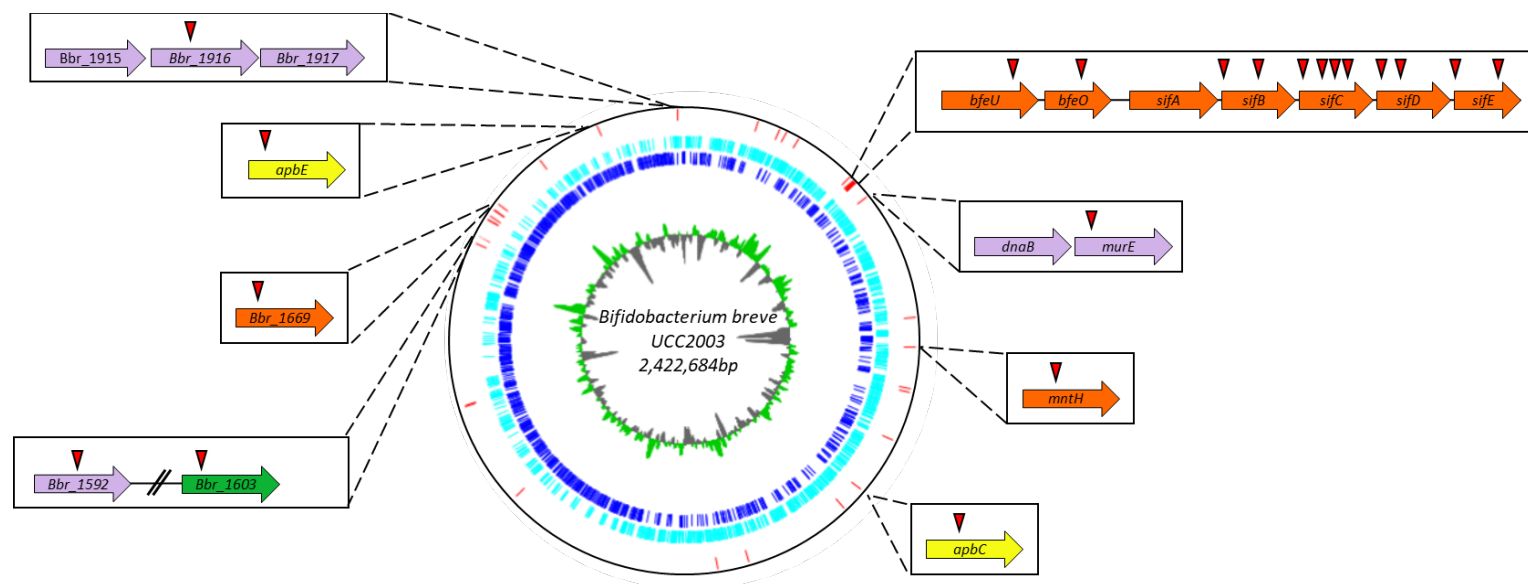 Bbr_1915 Bbr_1916 Bbr_1917
bfeU bfeO sifA sifB sifC sifD sifE
apbE
dnaB murE
Bbr_1669
Bifidobacterium breve
UCC2003
2,422,684bp
mntH
Bbr_1592 Bbr_1603
apbC